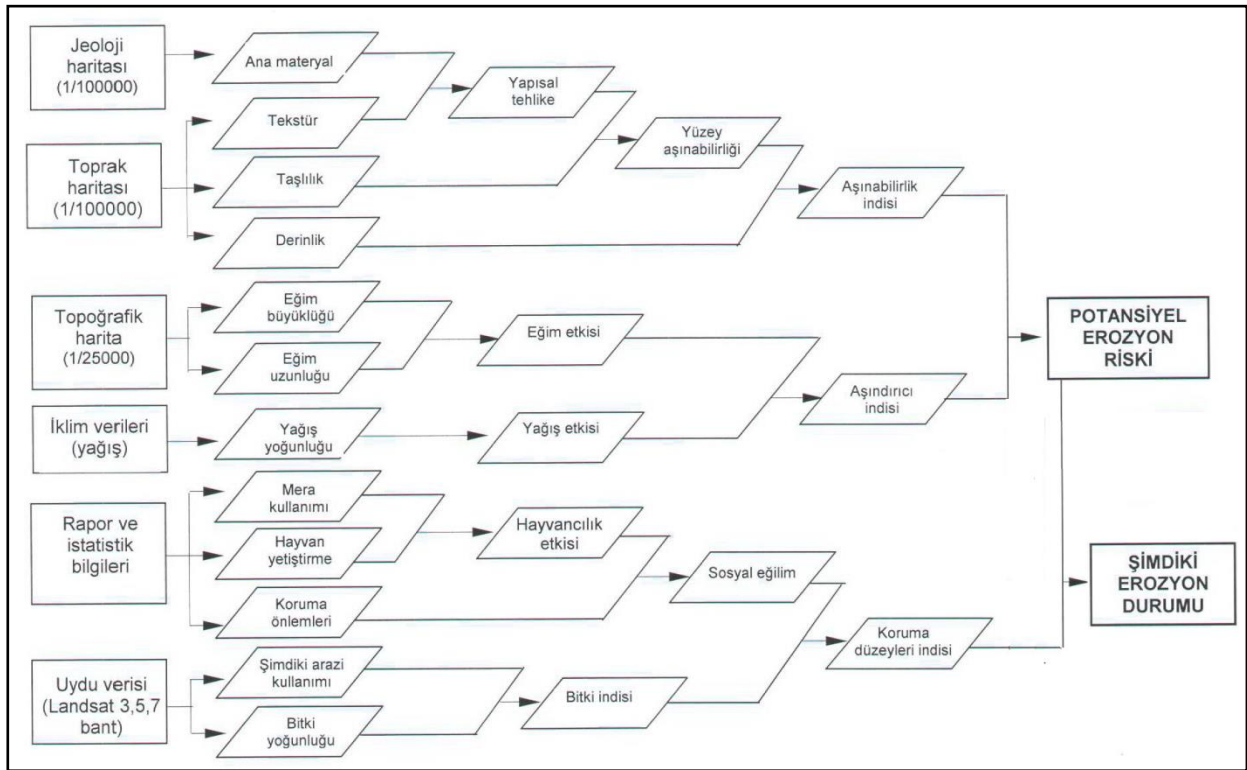 Jeoloji
haritası
(1/100000)
Ana materyal
Yapısal
tehlike
Tekstür
Yüzey
aşınabilirliği
Toprak
haritası
(1/100000)
Taşlılık
Aşınabilirlik
indisi
Derinlik
Topoğrafik
harita
(1/25000)
Eğim
büyüklüğü
Eğim etkisi
Eğim
uzunluğu
POTANSİYEL
EROZYON
RİSKİ
Aşındırıcı
indisi
İklim verileri
(yağış)
Yağış
yoğunluğu
Yağış etkisi
Rapor ve
istatistik
bilgileri
Mera
kullanımı
Hayvancılık
etkisi
Hayvan
yetiştirme
Sosyal eğilim
Koruma
önlemleri
ŞİMDİKİ
EROZYON
DURUMU
Koruma
düzeyleri indisi
Uydu verisi
(Landsat 3,5,7
bant)
Şimdiki arazi
kullanımı
Bitki indisi
Bitki
yoğunluğu